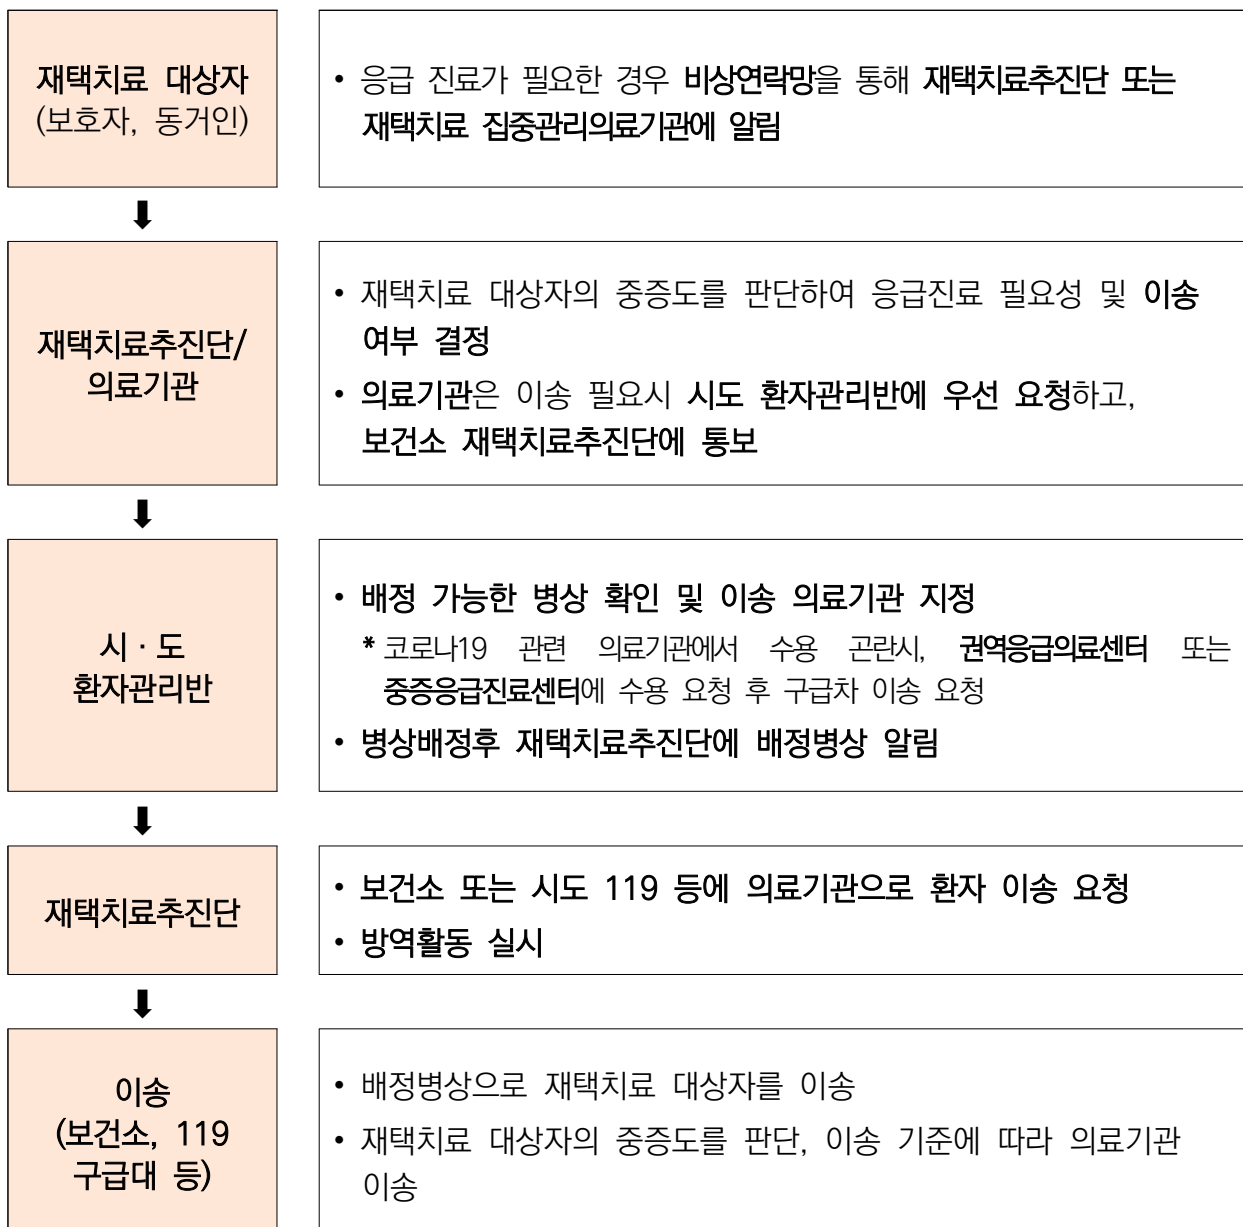 재택치료 대상자
(보호자, 동거인)
• 응급 진료가 필요한 경우 비상연락망을 통해 재택치료추진단 또는
재택치료 집중관리의료기관에 알림
⬇
재택치료추진단/
의료기관
• 재택치료 대상자의 중증도를 판단하여 응급진료 필요성 및 이송
여부 결정
• 의료기관은 이송 필요시 시도 환자관리반에 우선 요청하고,
보건소 재택치료추진단에 통보
⬇
시 · 도
환자관리반
• 배정 가능한 병상 확인 및 이송 의료기관 지정
* 코로나19 관련 의료기관에서 수용 곤란시, 권역응급의료센터 또는
중증응급진료센터에 수용 요청 후 구급차 이송 요청
• 병상배정후 재택치료추진단에 배정병상 알림
⬇
재택치료추진단
• 보건소 또는 시도 119 등에 의료기관으로 환자 이송 요청
• 방역활동 실시
⬇
이송
(보건소, 119
구급대 등)
• 배정병상으로 재택치료 대상자를 이송
• 재택치료 대상자의 중증도를 판단, 이송 기준에 따라 의료기관
이송